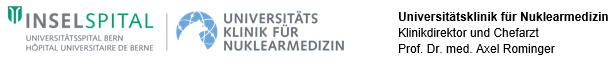 INSELSPITAL
UNIVERSITÄTSSPITAL BERN
HÔPITAL UNIVERSITAIRE DE BERNE
UNIVERSITÄTS
KLINIK FÜR
NUKLEARMEDIZIN
Universitätsklinik für Nuklearmedizin
Klinikdirektor und Chefarzt
Prof. Dr. med. Axel Rominger